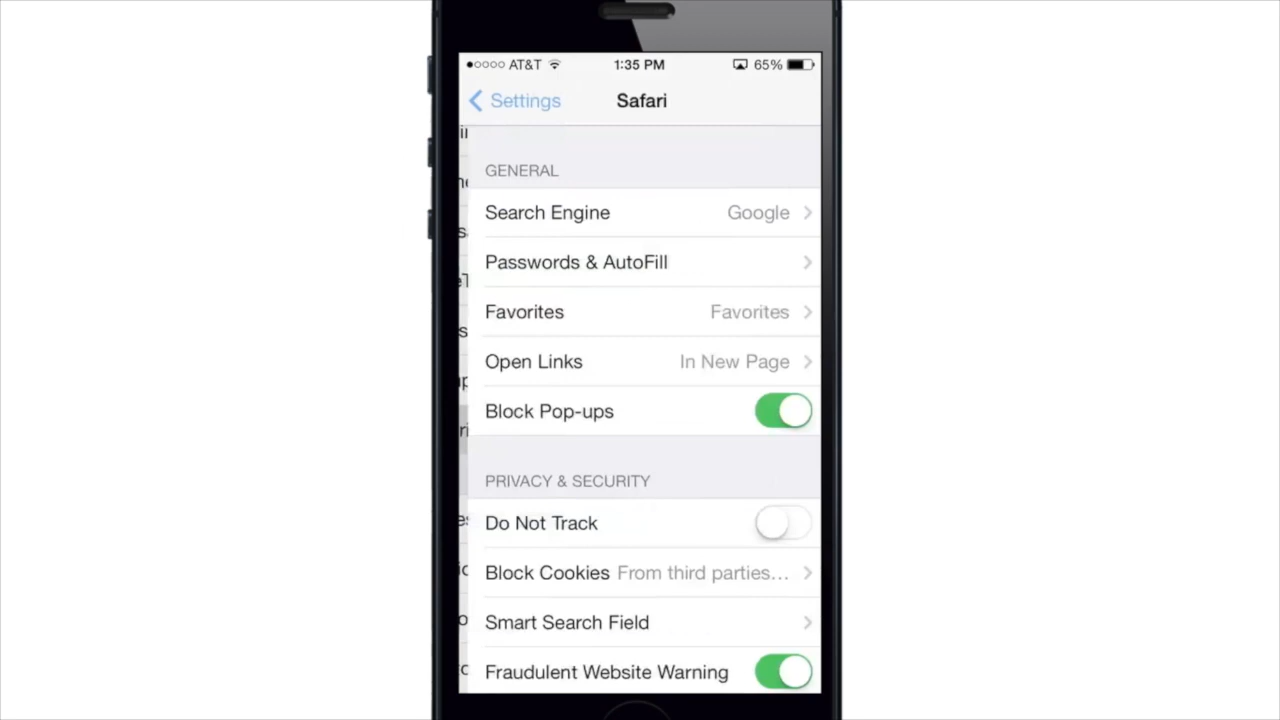 AT&T 1:35 PM 65%
Settings Safari
GENERAL
Search Engine Google
Passwords & AutoFill
Favorites Favorites
Open Links In New Page
Block Pop-ups
PRIVACY & SECURITY
Do Not Track
Block Cookies From third parties...
Smart Search Field
Fraudulent Website Warning